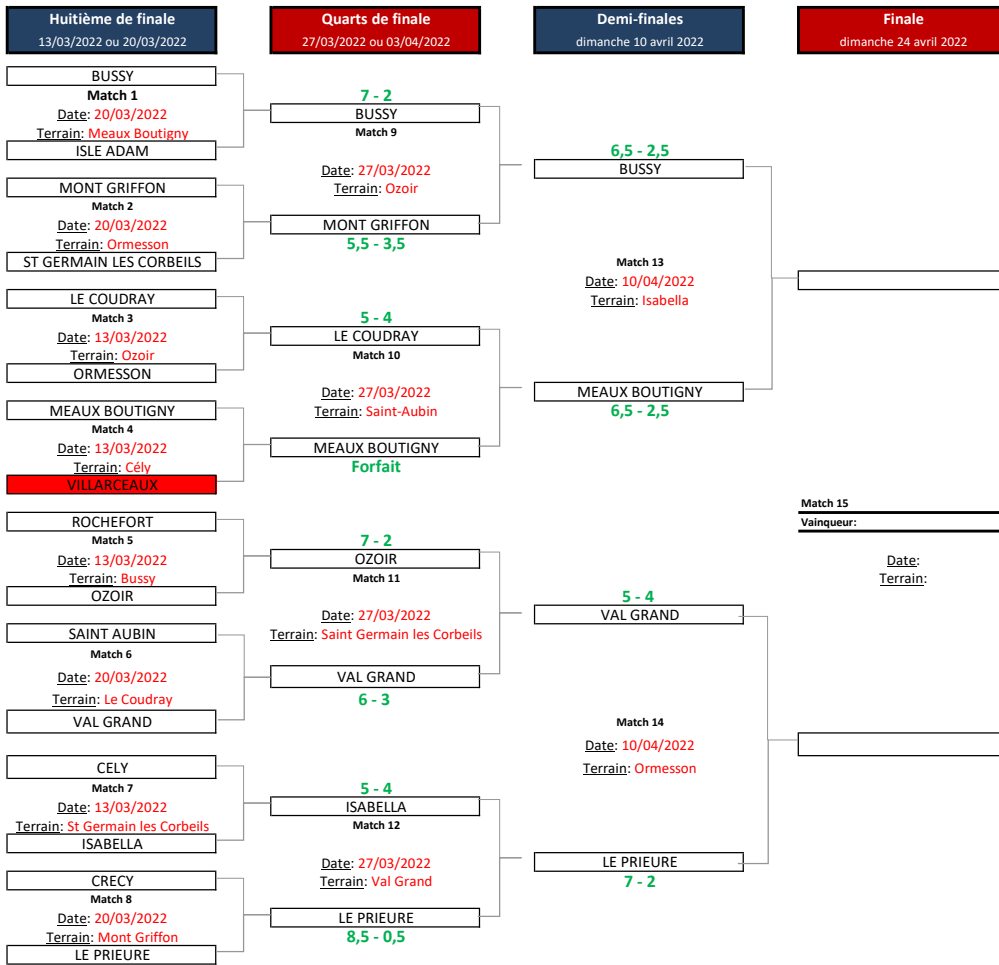 Huitième de finale
13/03/2022 ou 20/03/2022
Quarts de finale
27/03/2022 ou 03/04/2022
Demi-finales
dimanche 10 avril 2022
Finale
dimanche 24 avril 2022
BUSSY
Match 1
Date: 20/03/2022
Terrain: Meaux Boutigny
ISLE ADAM
MONT GRIFFON
Match 2
Date: 20/03/2022
Terrain: Ormesson
ST GERMAIN LES CORBEILS
LE COUDRAY
Match 3
Date: 13/03/2022
Terrain: Ozoir
ORMESSON
MEAUX BOUTIGNY
Match 4
Date: 13/03/2022
Terrain: Cély
VILLARCEAUX
ROCHEFORT
Match 5
Date: 13/03/2022
Terrain: Bussy
OZOIR
SAINT AUBIN
Match 6
Date: 20/03/2022
Terrain: Le Coudray
VAL GRAND
CELY
Match 7
Date: 13/03/2022
Terrain: St Germain les Corbeils
ISABELLA
CRECY
Match 8
Date: 20/03/2022
Terrain: Mont Griffon
LE PRIEURE
7 - 2
BUSSY
Match 9
Date: 27/03/2022
Terrain: Ozoir
MONT GRIFFON
5,5 - 3,5
5 - 4
LE COUDRAY
Match 10
Date: 27/03/2022
Terrain: Saint-Aubin
MEAUX BOUTIGNY
Forfait
7 - 2
OZOIR
Match 11
Date: 27/03/2022
Terrain: Saint Germain les Corbeils
VAL GRAND
6 - 3
5 - 4
ISABELLA
Match 12
Date: 27/03/2022
Terrain: Val Grand
LE PRIEURE
8,5 - 0,5
6,5 - 2,5
BUSSY
Match 13
Date: 10/04/2022
Terrain: Isabella
MEAUX BOUTIGNY
6,5 - 2,5
5 - 4
VAL GRAND
Match 14
Date: 10/04/2022
Terrain: Ormesson
LE PRIEURE
7 - 2
Match 15
Vainqueur:
Date:
Terrain: